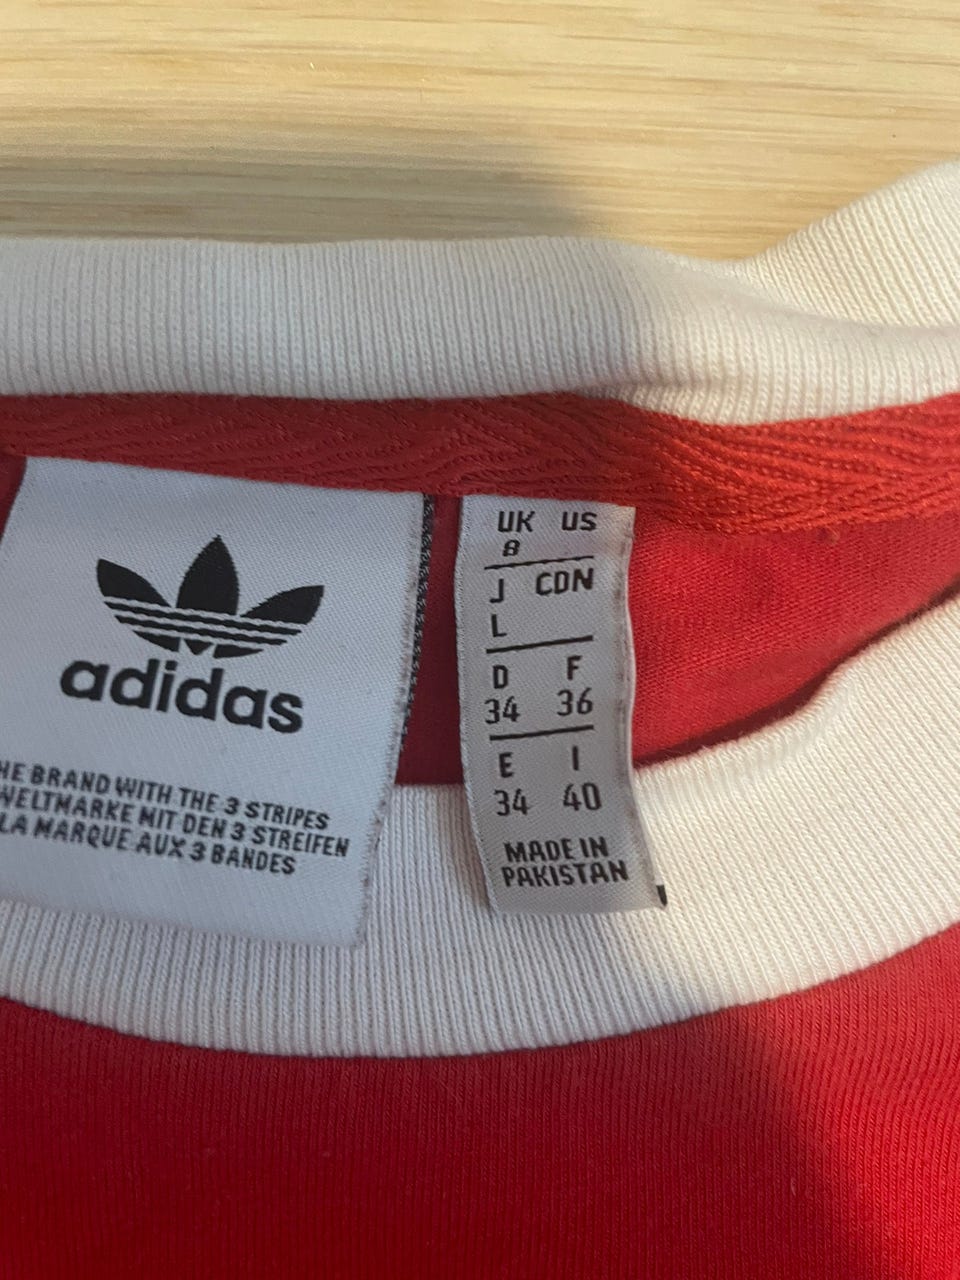 adidas
THE BRAND WITH THE 3 STRIPES
WELTMARKE MIT DEN 3 STREIFEN
LA MARQUE AUX 3 BANDES
UK US
8
J CDN
L
D F
34 36
E I
34 40
MADE IN
PAKISTAN